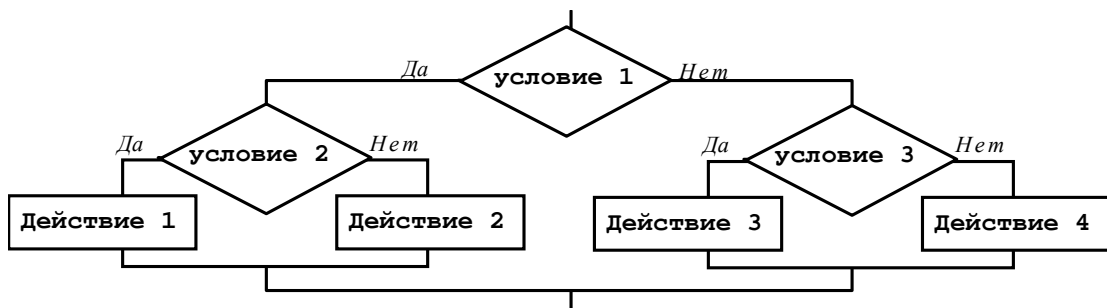 условие 1
Да
Нет
условие 2
Да
Нет
условие 3
Да
Нет
Действие 1
Действие 2
Действие 3
Действие 4